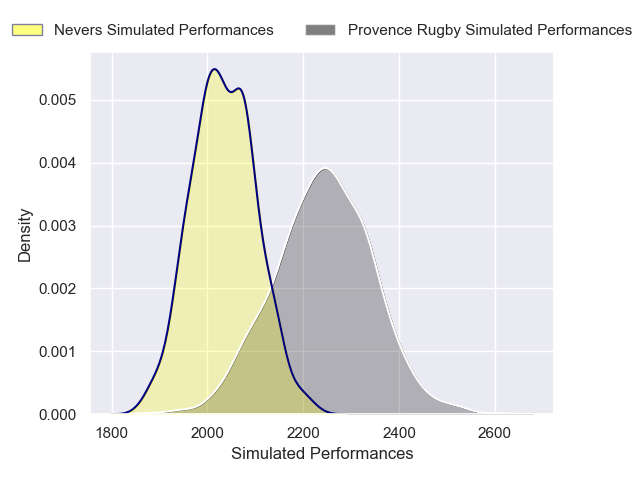 Nevers Simulated Performances
Provence Rugby Simulated Performances
Density
0.005
0.004
0.003
0.002
0.001
0.000
1800
2000
2200
2400
2600
Simulated Performances